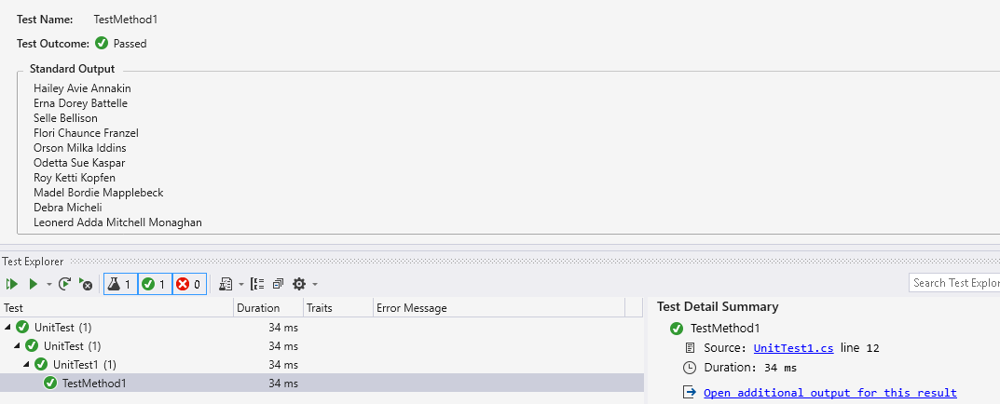 Test Name: TestMethod1
Test Outcome: Passed
Standard Output
Hailey Avie Annakin
Erna Dorey Battelle
Selle Bellison
Flori Chaunce Franzel
Orson Milka Iddins
Odetta Sue Kaspar
Roy Ketti Kopfen
Madel Bordie Mapplebeck
Debra Micheli
Leonerd Adda Mitchell Monaghan
Test Explorer
1 1 0
Search Test Explor
Test Duration Traits Error Message
UnitTest (1) 34 ms
UnitTest (1) 34 ms
UnitTest1 (1) 34 ms
TestMethod1 34 ms
Test Detail Summary
TestMethod1
Source: UnitTest1.cs line 12
Duration: 34 ms
Open additional output for this result